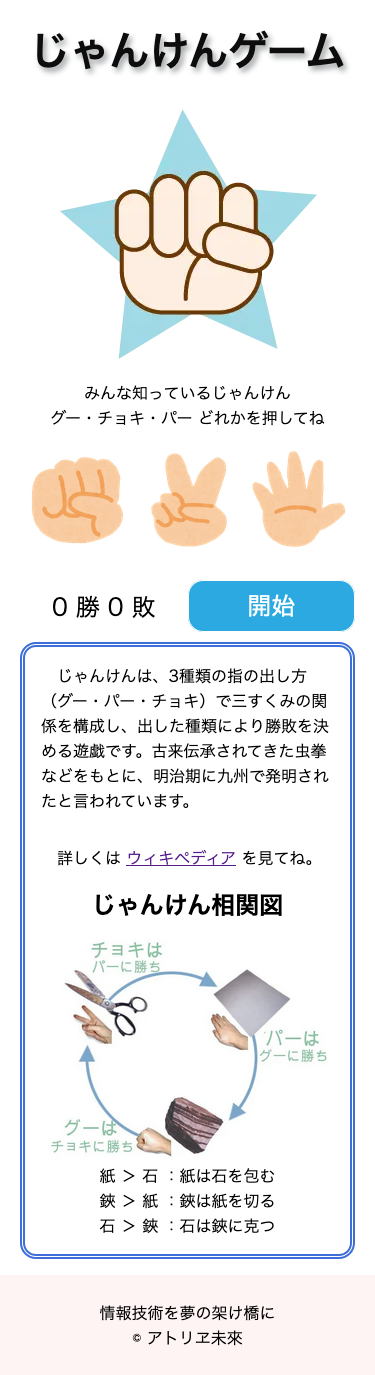 じゃんけんゲーム
みんな知っているじゃんけん
グー・チョキ・パー どれかを押してね
0 勝 0 敗
開始
じゃんけんは、3種類の指の出し方
（グー・パー・チョキ）で三すくみの関
係を構成し、出した種類により勝敗を決
める遊戯です。古来伝承されてきた虫拳
などをもとに、明治期に九州で発明され
たと言われています。
詳しくは ウィキペディア を見てね。
じゃんけん相関図
チョキは
パーに勝ち
パーは
グーに勝ち
グーは
チョキに勝ち
紙 ＞ 石 ：紙は石を包む
鋏 ＞ 紙 ：鋏は紙を切る
石 ＞ 鋏 ：石は鋏に克つ
情報技術を夢の架け橋に
© アトリヱ未來